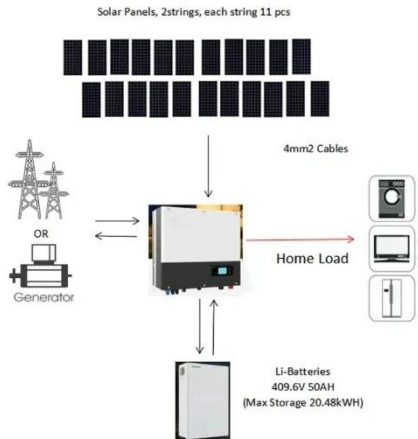 Solar Panels, 2strings, each string 11 pcs
4mm2 Cables
OR
Generator
Home Load
Li-Batteries
409.6V 50AH
(Max Storage 20.48kWH)